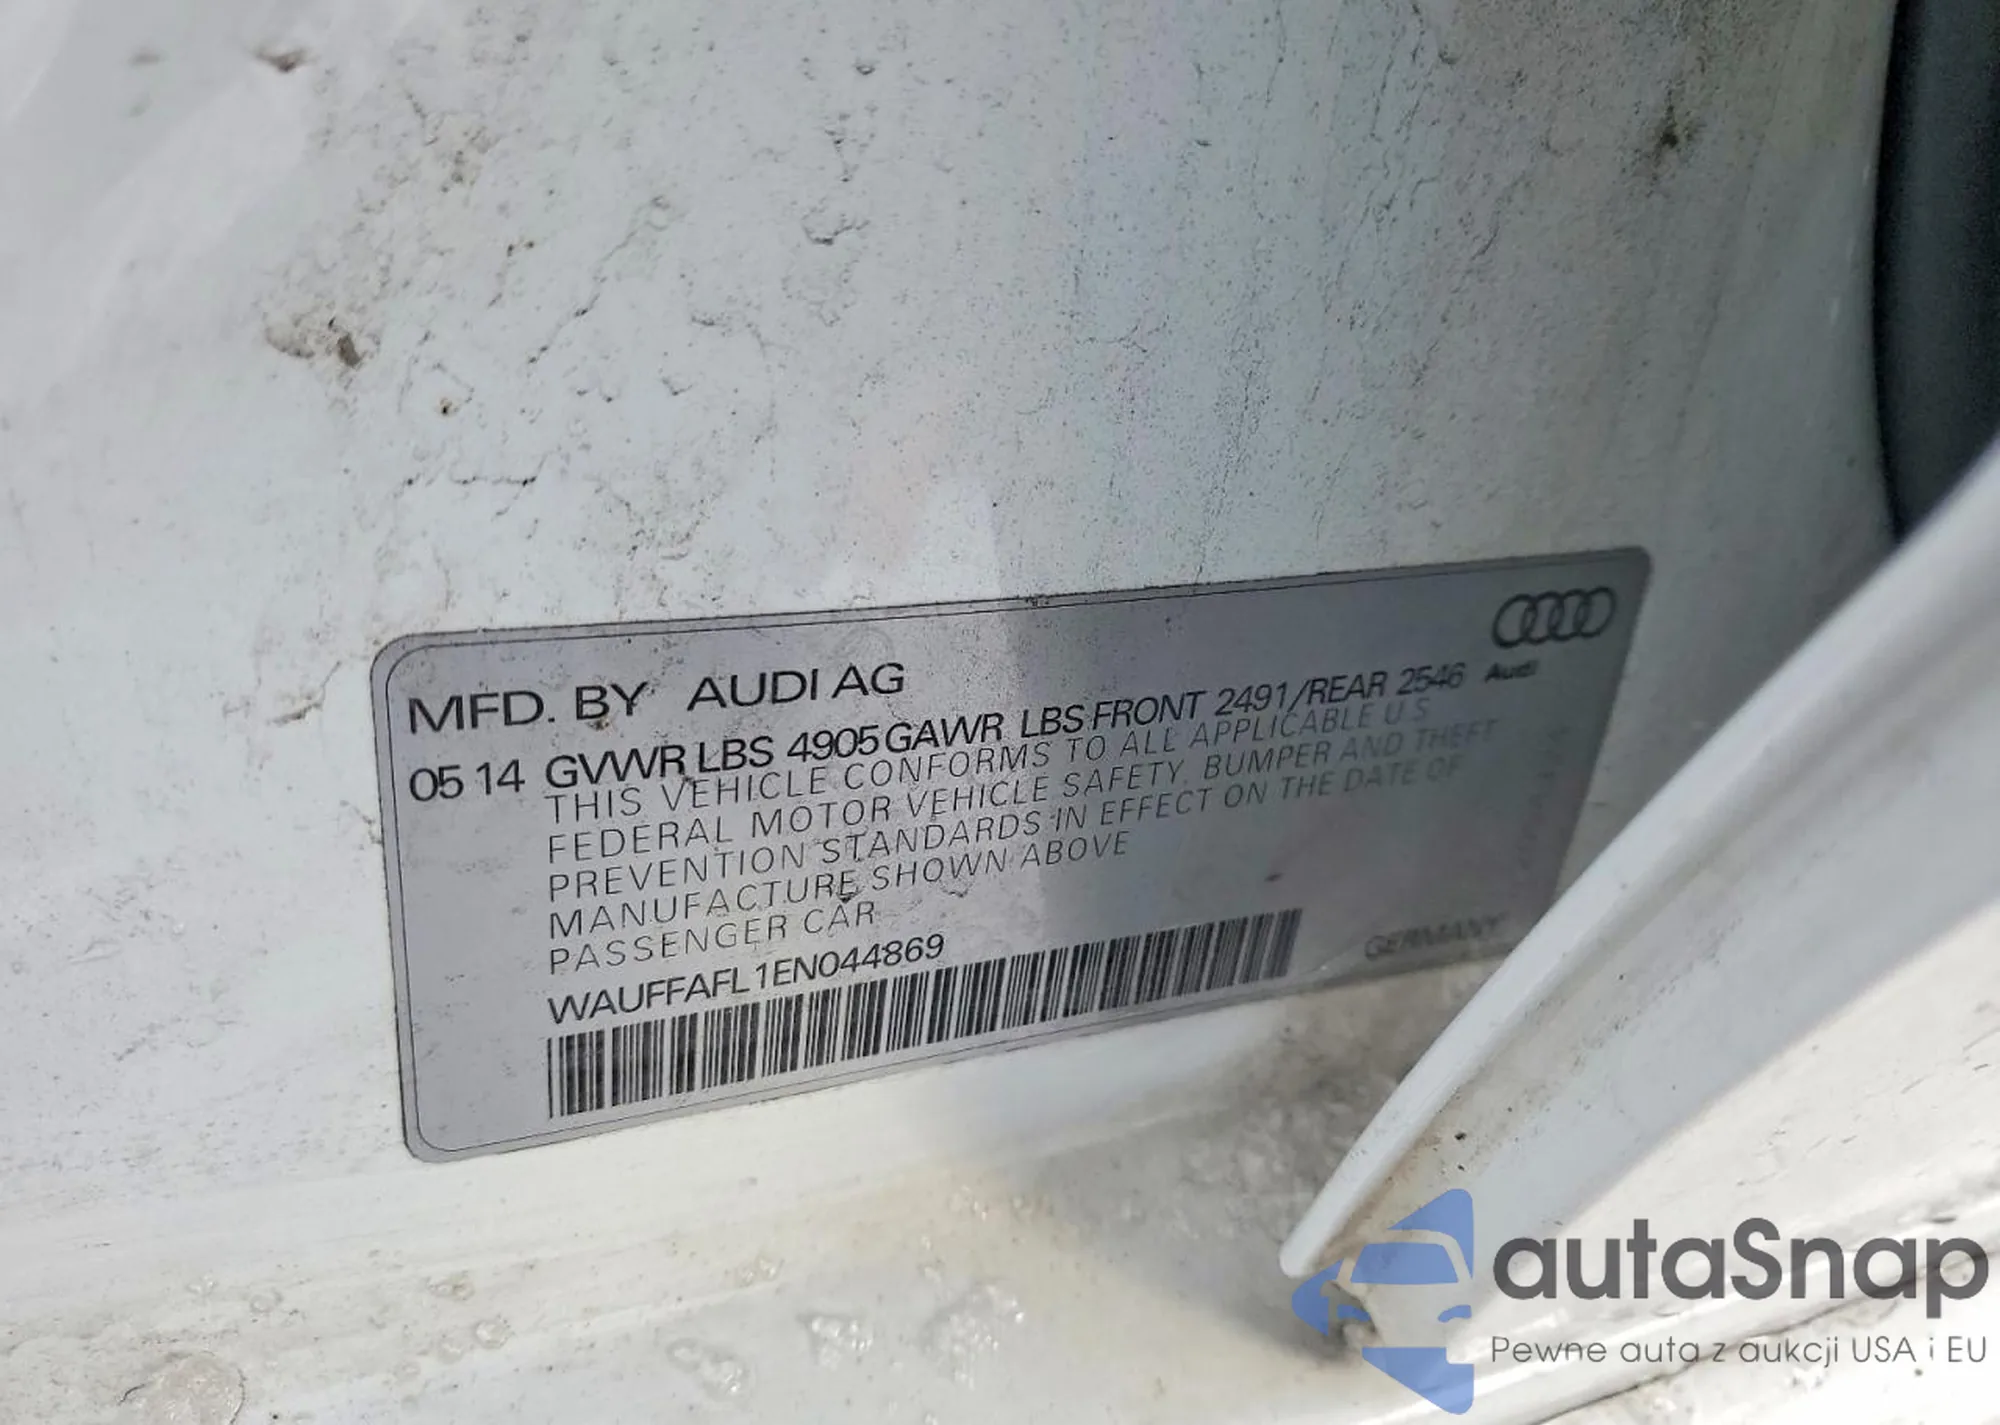 MFD. BY AUDI AG
Audi
05 14 GVWR LBS 4905 GAWR LBS FRONT 2491/REAR 2546
THIS VEHICLE CONFORMS TO ALL APPLICABLE U.S
FEDERAL MOTOR VEHICLE SAFETY, BUMPER AND THEFT
PREVENTION STANDARDS IN EFFECT ON THE DATE OF
MANUFACTURE SHOWN ABOVE
PASSENGER CAR
WAUFFAFL1EN044869
GERMANY
autaSnap
Pewne auta z aukcji USA i EU